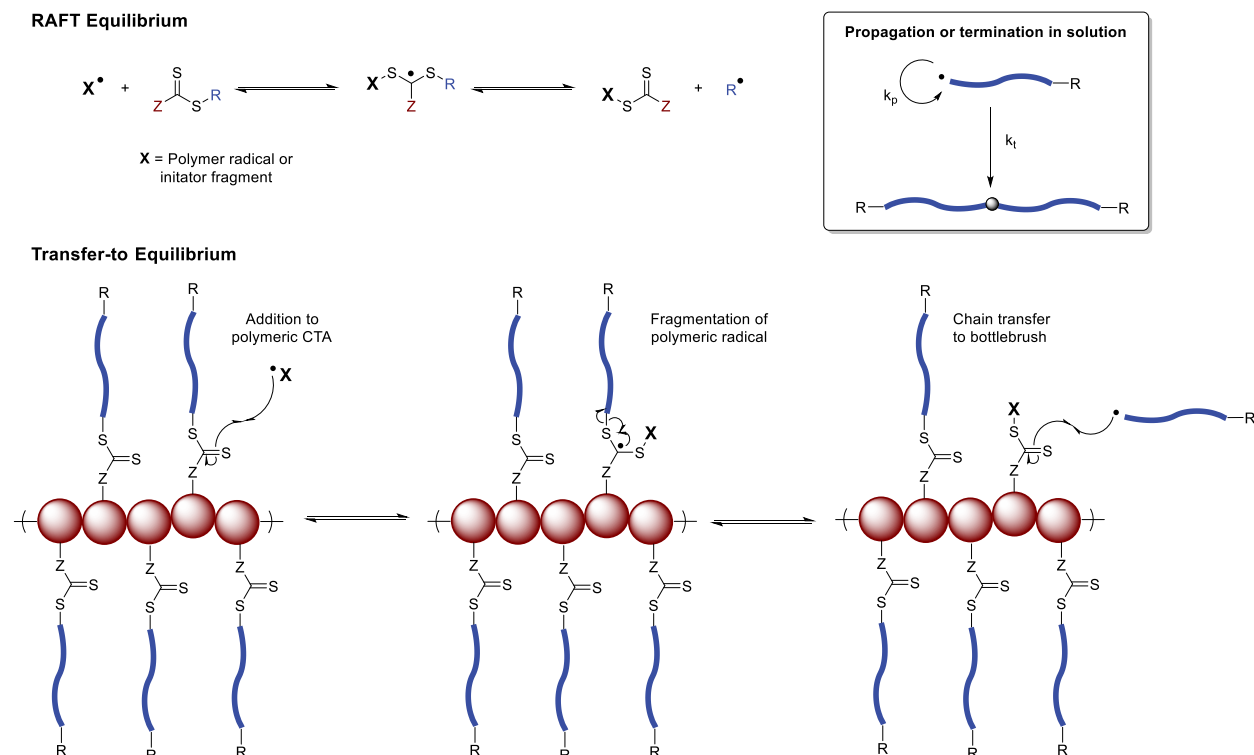 RAFT Equilibrium
X• + S Z S R
X S • S R Z
S X S Z + R•
X = Polymer radical or
initator fragment
Propagation or termination in solution
kp
R
kt
R R
Transfer-to Equilibrium
R R
Addition to
polymeric CTA
•X
S S
S S
Z Z
( )
Z Z Z
S S S
S S S
R R R
R R
Fragmentation of
polymeric radical
X
S S
S • S
Z Z
( )
Z Z Z
S S S
S S S
R R R
R
Chain transfer
to bottlebrush
X
R
S S
S S
Z Z
( )
Z Z Z
S S S
S S S
R R R